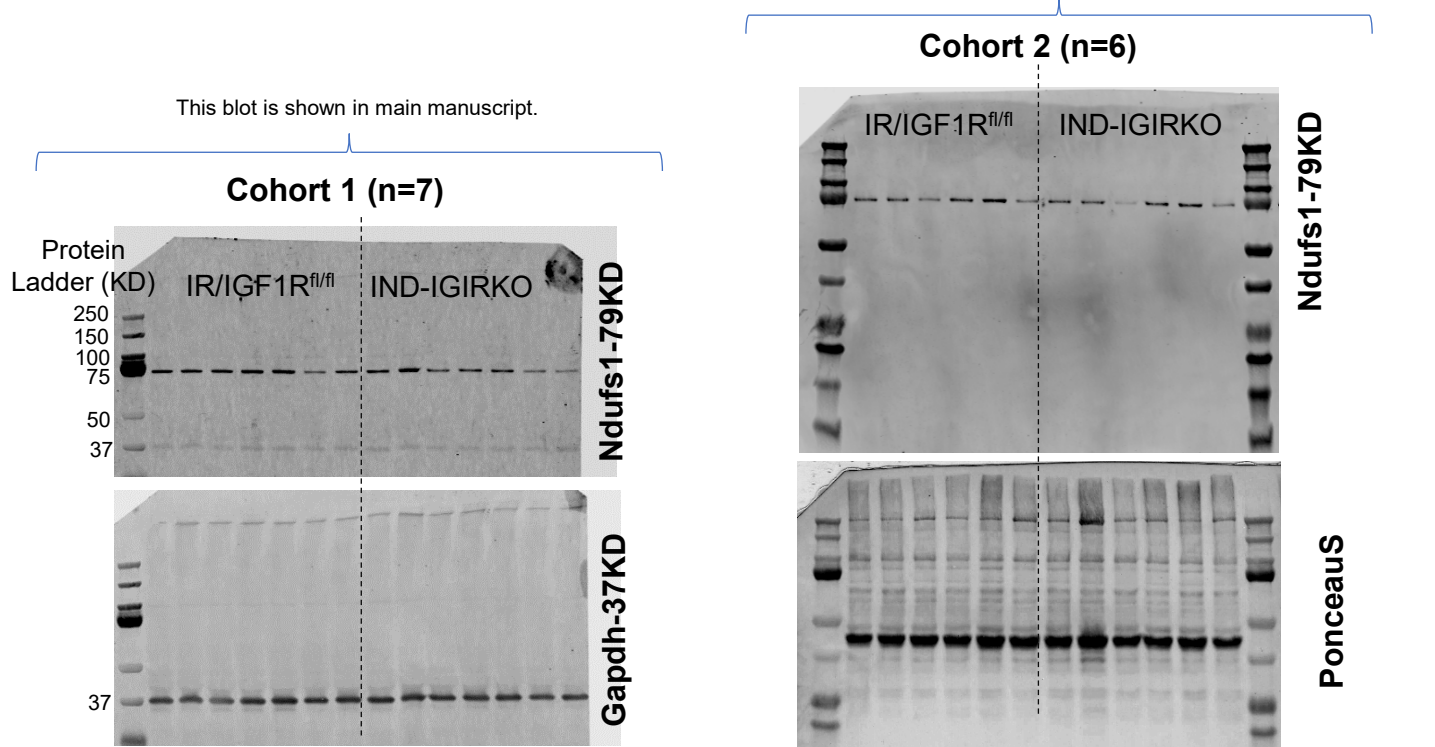 This blot is shown in main manuscript.
Cohort 1 (n=7)
Protein
Ladder (KD)
IR/IGF1Rfl/fl
IND-IGIRKO
250
150
100
75
50
37
Ndufs1-79KD
37
Gapdh-37KD
Cohort 2 (n=6)
IR/IGF1Rfl/fl
IND-IGIRKO
Ndufs1-79KD
PonceauS